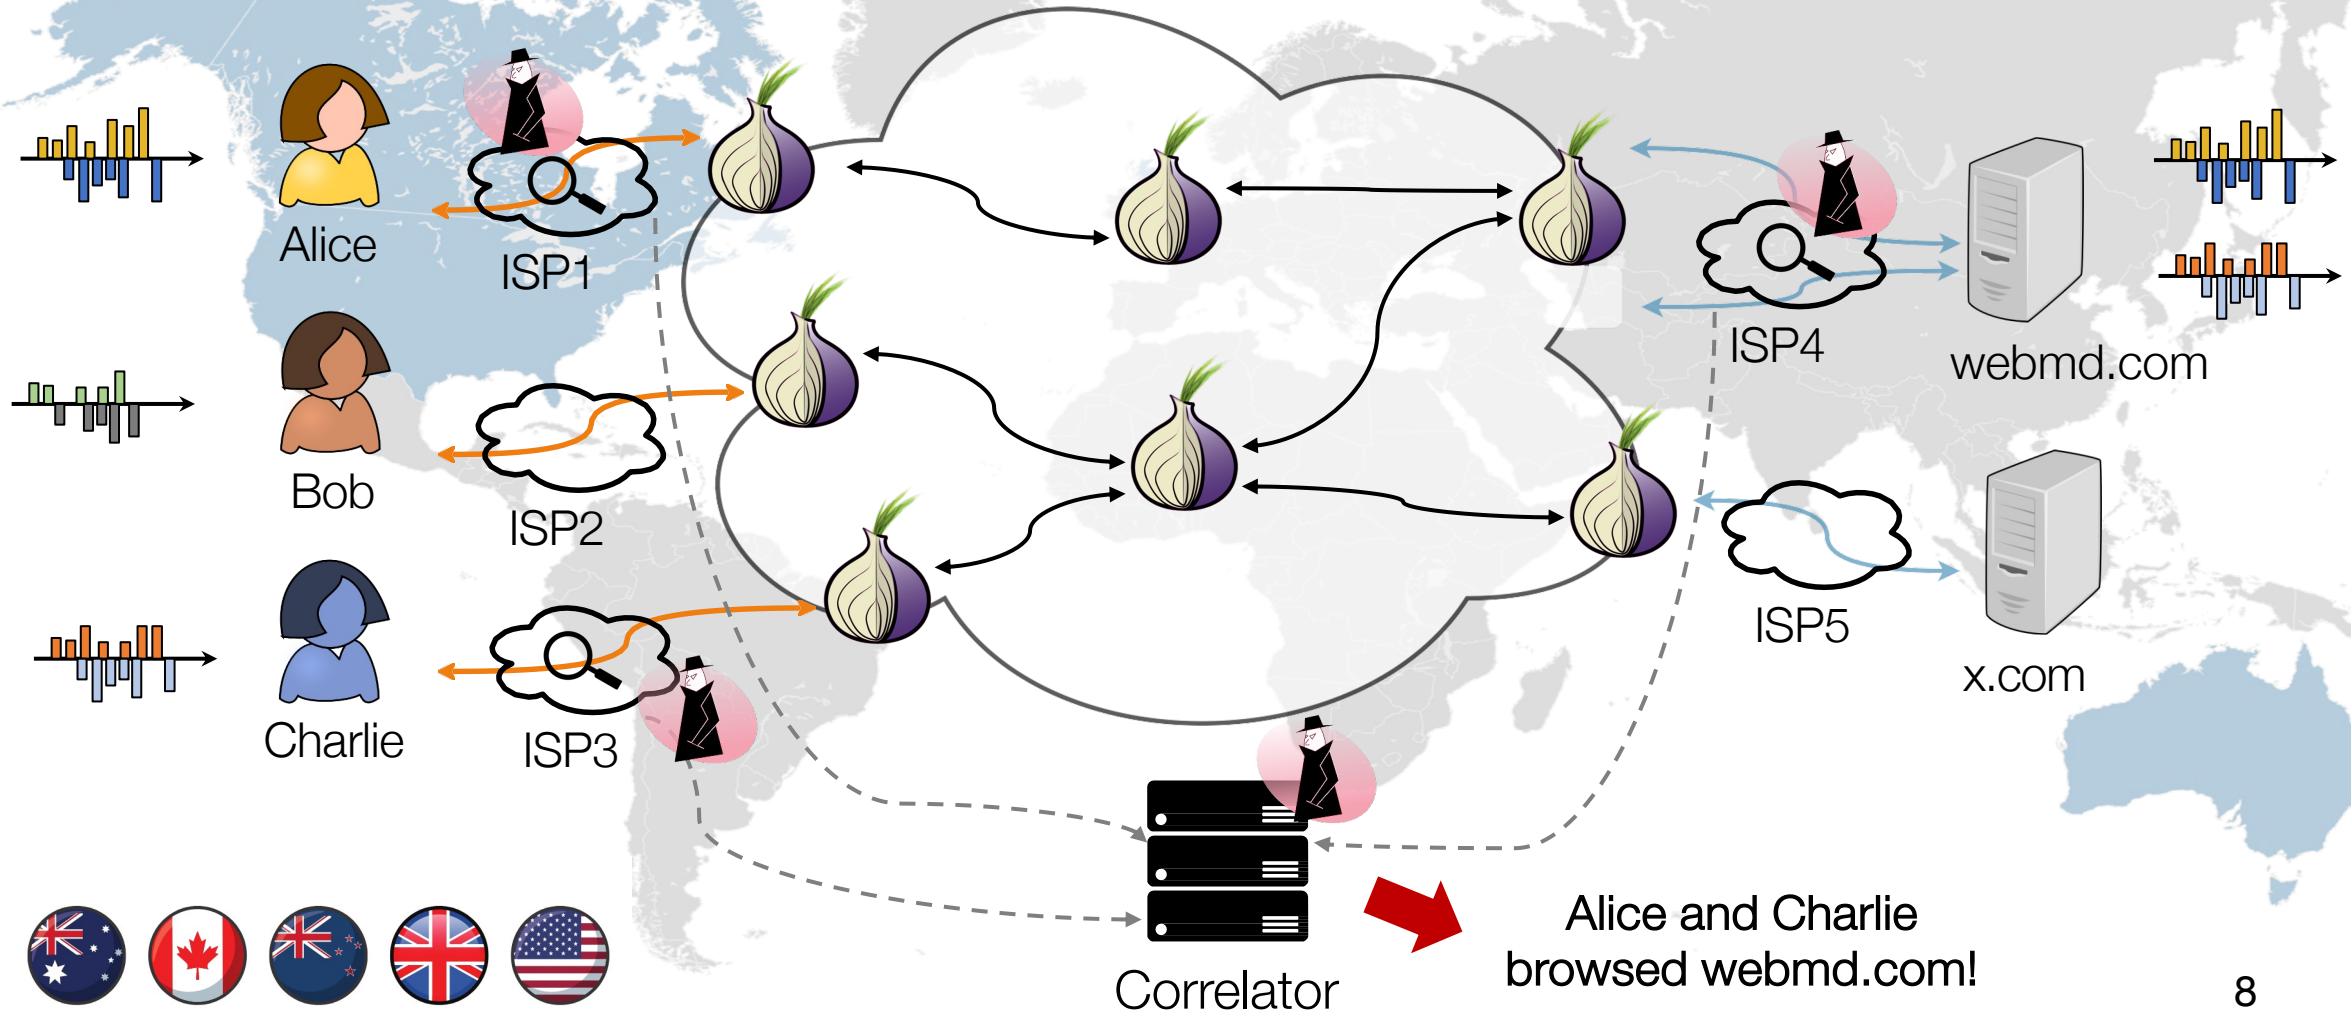 Alice
ISP1
Bob
ISP2
Charlie
ISP3
ISP4
webmd.com
ISP5
x.com
Correlator
Alice and Charlie
browsed webmd.com!
8